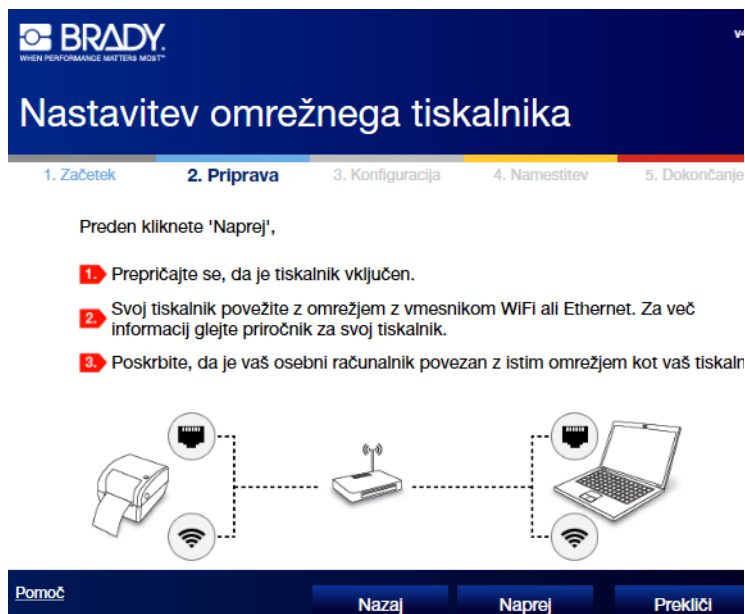 BRADY.
WHEN PERFORMANCE MATTERS MOST™
Nastavitev omrežnega tiskalnika
1. Začetek
2. Priprava
3. Konfiguracija
4. Namestitev
5. Dokončanje
Preden kliknete 'Naprej',
1. Prepričajte se, da je tiskalnik vključen.
2. Svoj tiskalnik povežite z omrežjem z vmesnikom WiFi ali Ethernet. Za več
informacij glejte priročnik za svoj tiskalnik.
3. Poskrbite, da je vaš osebni računalnik povezan z istim omrežjem kot vaš
Pomoč
Nazaj
Naprej
Prekliči